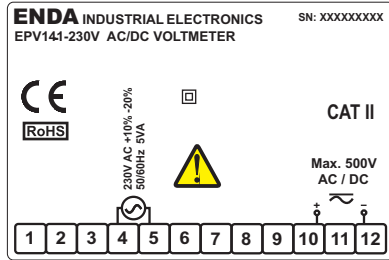 ENDA INDUSTRIAL ELECTRONICS SN: XXXXXXXXX
EPV141-230V AC/DC VOLTMETER
CE
RoHS
230V AC +10% -20%
50/60Hz 5VA
CAT II
Max. 500V
AC / DC
+ –
1 2 3 4 5 6 7 8 9 10 11 12